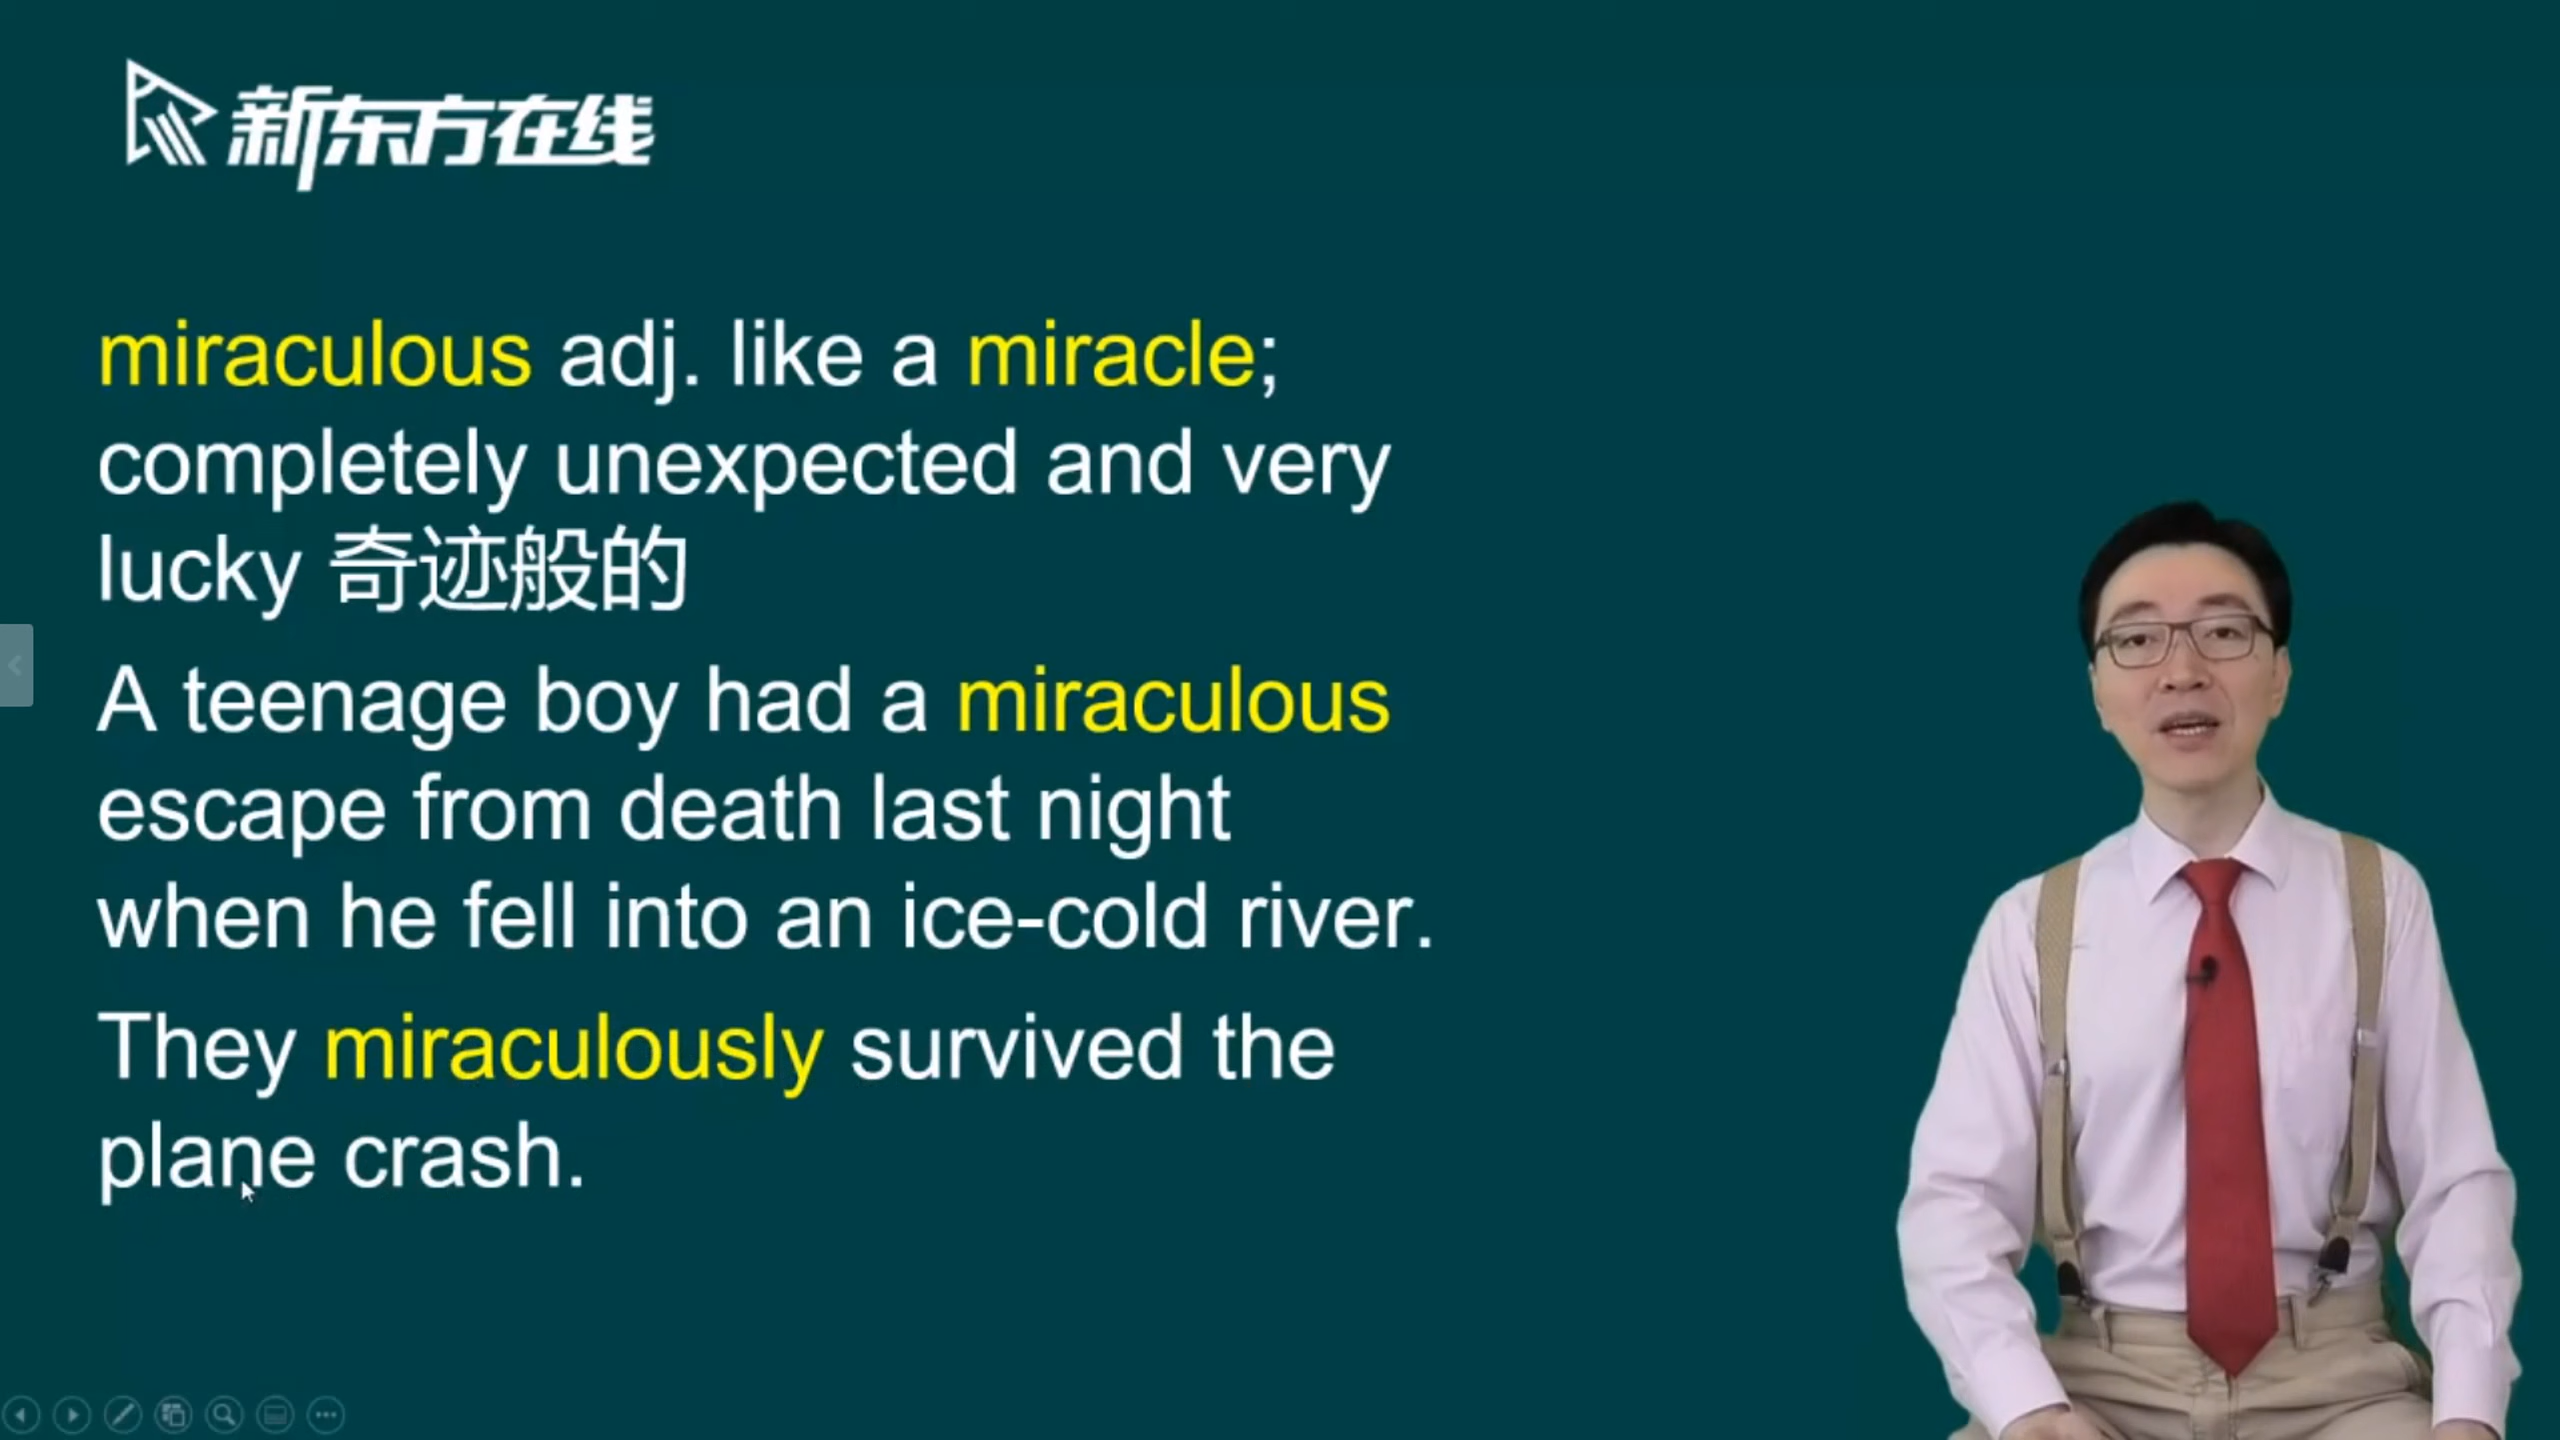 新东方在线
miraculous adj. like a miracle;
completely unexpected and very
lucky 奇迹般的
A teenage boy had a miraculous
escape from death last night
when he fell into an ice-cold river.
They miraculously survived the
plane crash.